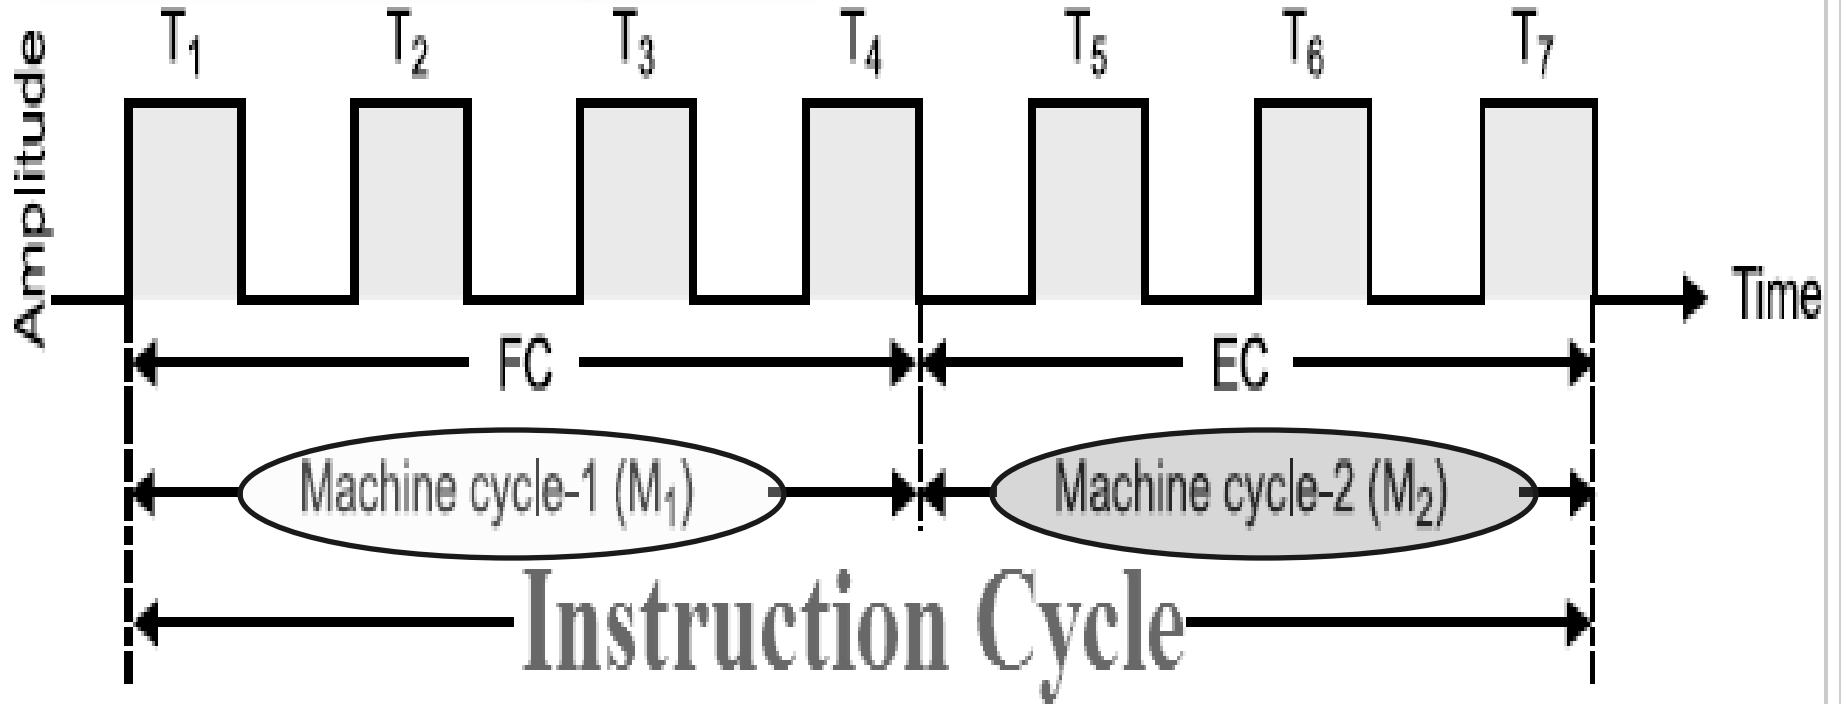 Amplitude
T₁ T₂ T₃ T₄ T₅ T₆ T₇
Time
FC EC
Machine cycle-1 (M₁) Machine cycle-2 (M₂)
Instruction Cycle